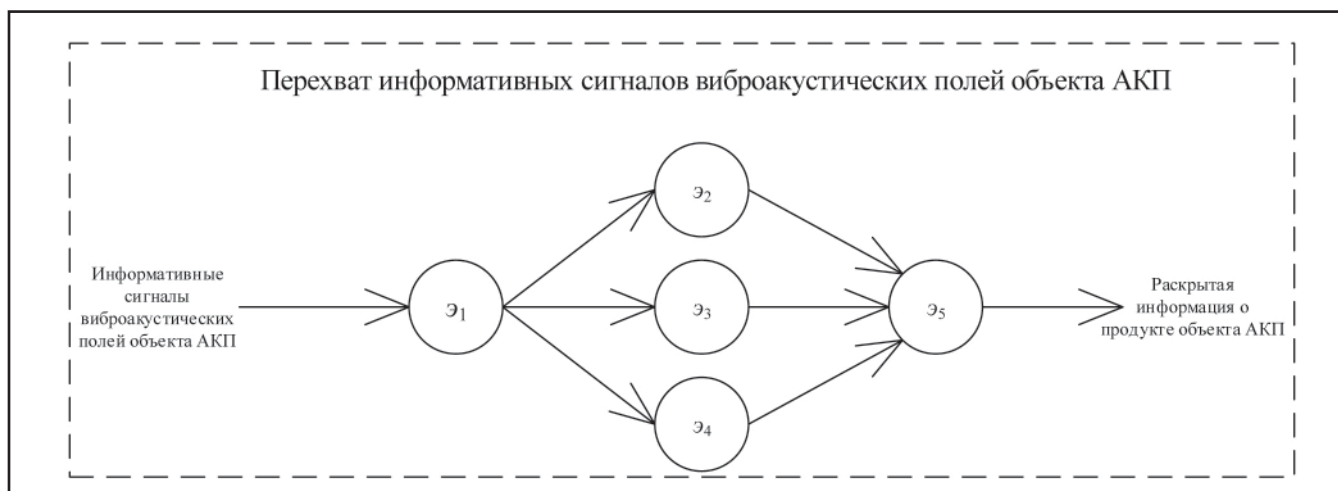 Перехват информативных сигналов виброакустических полей объекта АКП
э2
Информативные
сигналы
виброакустических
полей объекта АКП
э1
э3
э5
Раскрытая
информация о
продукте объекта АКП
э4